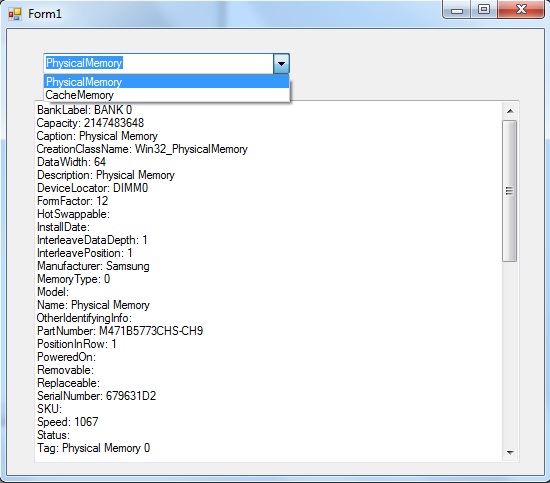 Form1
PhysicalMemory
PhysicalMemory
CacheMemory
BankLabel: BANK 0
Capacity: 2147483648
Caption: Physical Memory
CreationClassName: Win32_PhysicalMemory
DataWidth: 64
Description: Physical Memory
DeviceLocator: DIMM0
FormFactor: 12
HotSwappable:
InstallDate:
InterleaveDataDepth: 1
InterleavePosition: 1
Manufacturer: Samsung
MemoryType: 0
Model:
Name: Physical Memory
OtherIdentifyingInfo:
PartNumber: M471B5773CHS-CH9
PositionInRow: 1
PoweredOn:
Removable:
Replaceable:
SerialNumber: 679631D2
SKU:
Speed: 1067
Status:
Tag: Physical Memory 0